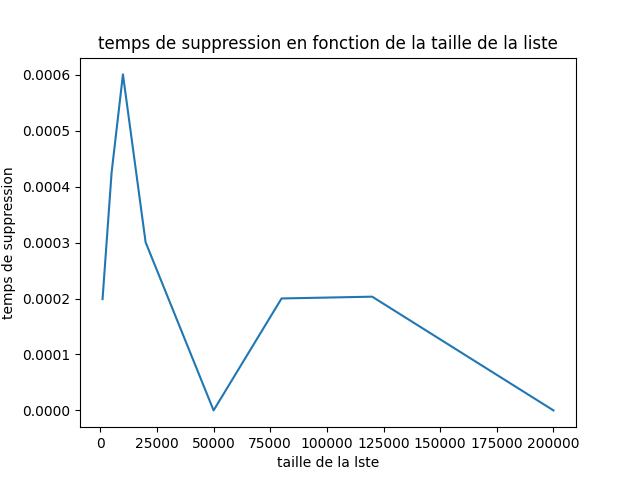 temps de suppression en fonction de la taille de la liste
temps de suppression
0.0006
0.0005
0.0004
0.0003
0.0002
0.0001
0.0000
0 25000 50000 75000 100000 125000 150000 175000 200000
taille de la lste